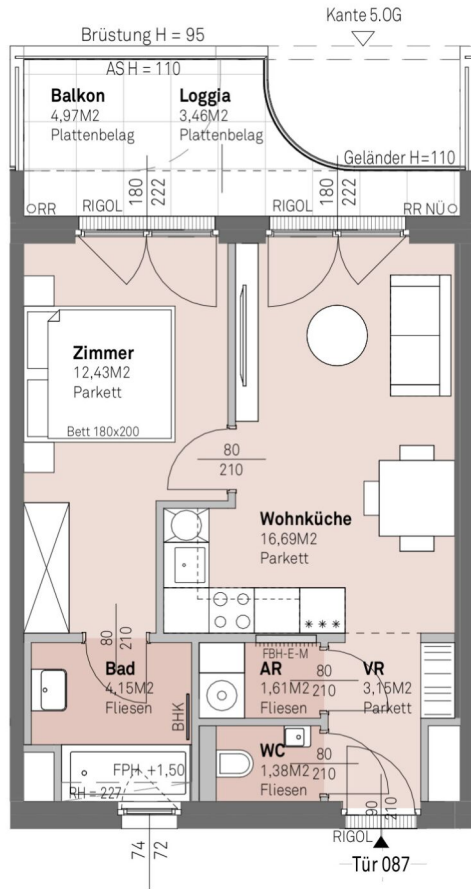 Kante 5.OG
Brüstung H = 95
AS H = 110
Balkon
4,97M2
Plattenbelag
Loggia
3,46M2
Plattenbelag
Geländer H=110
180
222
180
222
RR
RIGOL
RIGOL
RR NÜ
Zimmer
12,43M2
Parkett
Bett 180x200
80
210
Wohnküche
16,69M2
Parkett
80
210
FBH-E-M
Bad
4,15M2
Fliesen
BHK
AR
1,61M2
Fliesen
80
210
VR
3,15M2
Parkett
WC
1,38M2
Fliesen
80
210
FPH +1,50
RH = 227
90
210
RIGOL
74
72
Tür 087